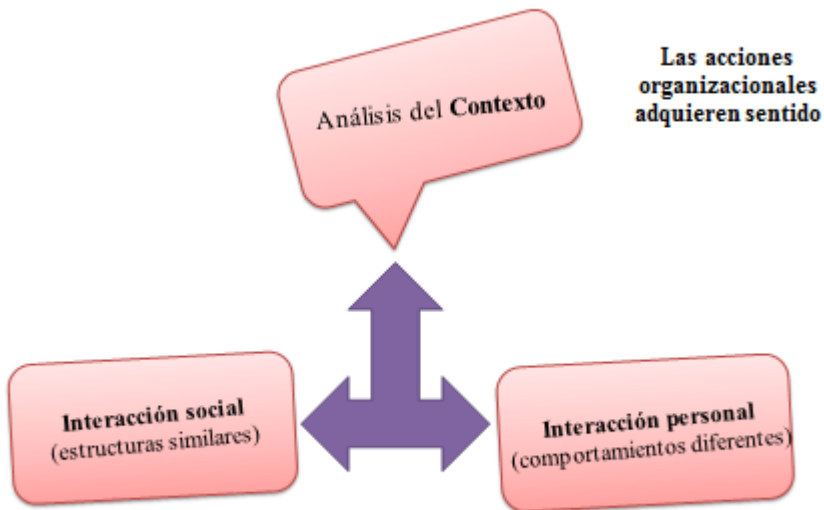 Las acciones
organizacionales
adquieren sentido
Análisis del Contexto
Interacción social
(estructuras similares)
Interacción personal
(comportamientos diferentes)